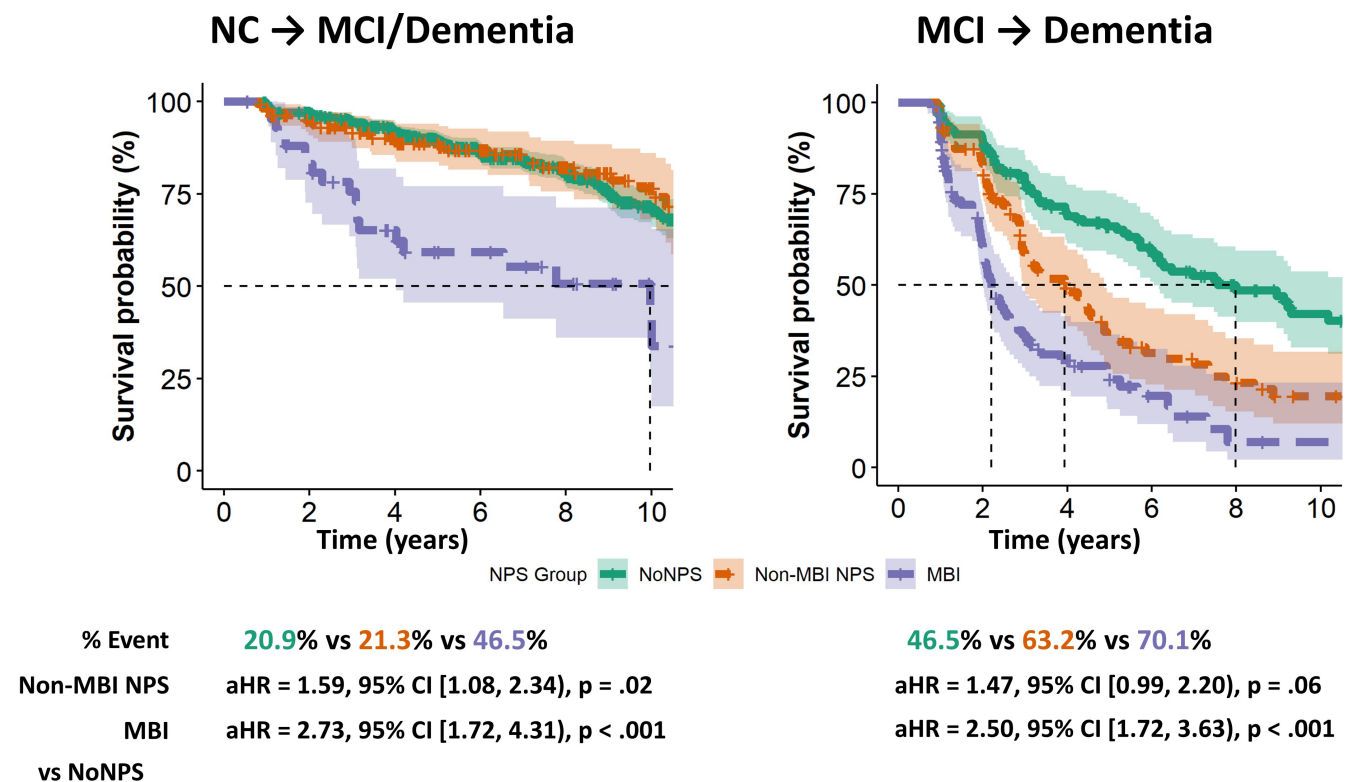 NC → MCI/Dementia
MCI → Dementia
Survival probability (%)
100
75
50
25
0
0 2 4 6 8 10
Time (years)
Survival probability (%)
100
75
50
25
0
0 2 4 6 8 10
Time (years)
NPS Group NoNPS Non-MBI NPS MBI
% Event 20.9% vs 21.3% vs 46.5% 46.5% vs 63.2% vs 70.1%
Non-MBI NPS aHR = 1.59, 95% CI [1.08, 2.34), p = .02 aHR = 1.47, 95% CI [0.99, 2.20), p = .06
MBI aHR = 2.73, 95% CI [1.72, 4.31), p < .001 aHR = 2.50, 95% CI [1.72, 3.63), p < .001
vs NoNPS